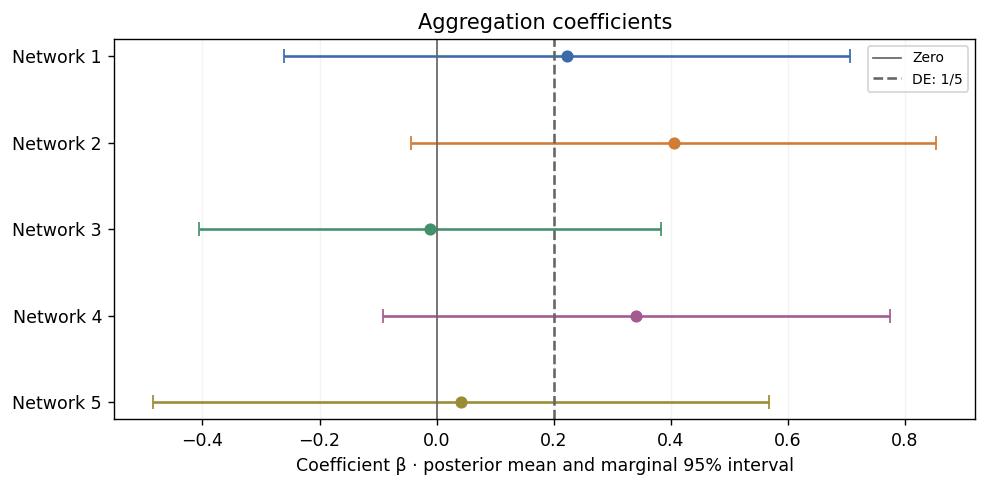 Aggregation coefficients
Network 1
Network 2
Network 3
Network 4
Network 5
Zero
DE: 1/5
−0.4
−0.2
0.0
0.2
0.4
0.6
0.8
Coefficient β · posterior mean and marginal 95% interval